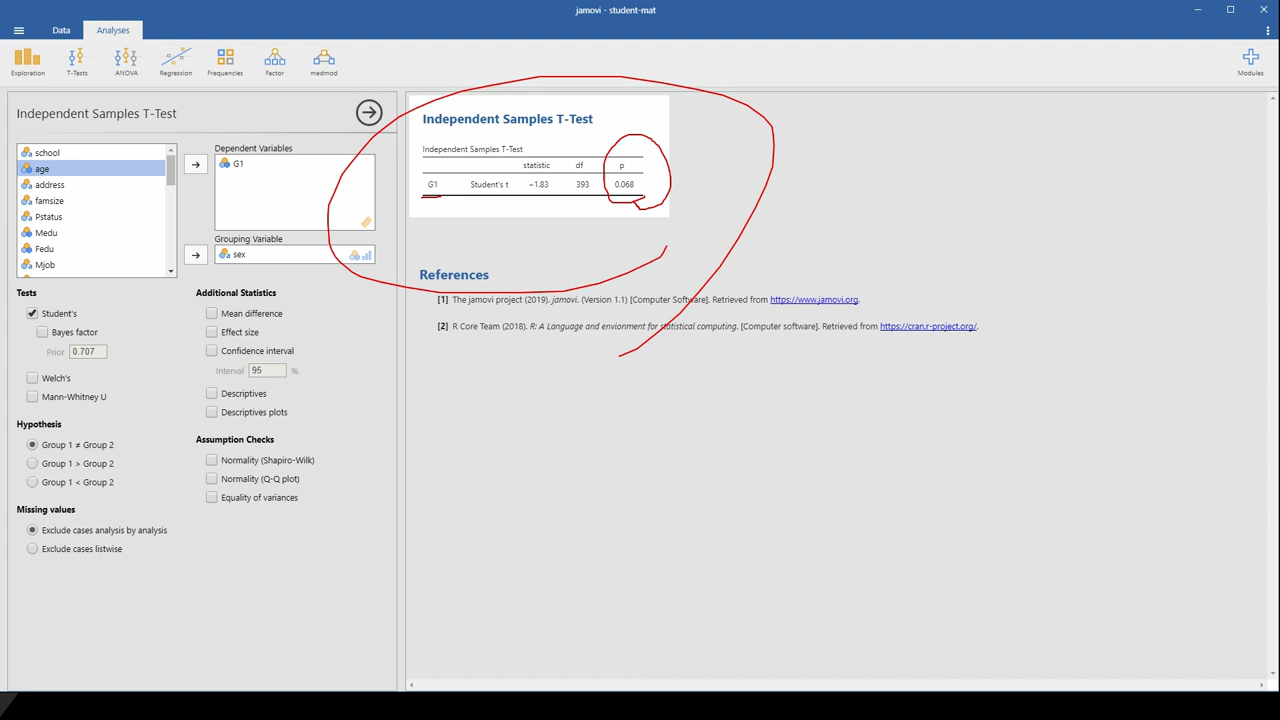 jamovi - student-mat
Data Analyses
Exploration T-Tests ANOVA Regression Frequencies Factor medmod Modules
Independent Samples T-Test
school
age
address
famsize
Pstatus
Medu
Fedu
Mjob
Dependent Variables
G1
Grouping Variable
sex
Tests
Student's
Bayes factor
Prior 0.707
Welch's
Mann-Whitney U
Hypothesis
Group 1 ≠ Group 2
Group 1 > Group 2
Group 1 < Group 2
Missing values
Exclude cases analysis by analysis
Exclude cases listwise
Additional Statistics
Mean difference
Effect size
Confidence interval
Interval 95 %
Descriptives
Descriptives plots
Assumption Checks
Normality (Shapiro-Wilk)
Normality (Q-Q plot)
Equality of variances
Independent Samples T-Test
Independent Samples T-Test
statistic df p
G1 Student's t −1.83 393 0.068
References
[1] The jamovi project (2019). jamovi. (Version 1.1) [Computer Software]. Retrieved from https://www.jamovi.org.
[2] R Core Team (2018). R: A Language and envionment for statistical computing. [Computer software]. Retrieved from https://cran.r-project.org/.